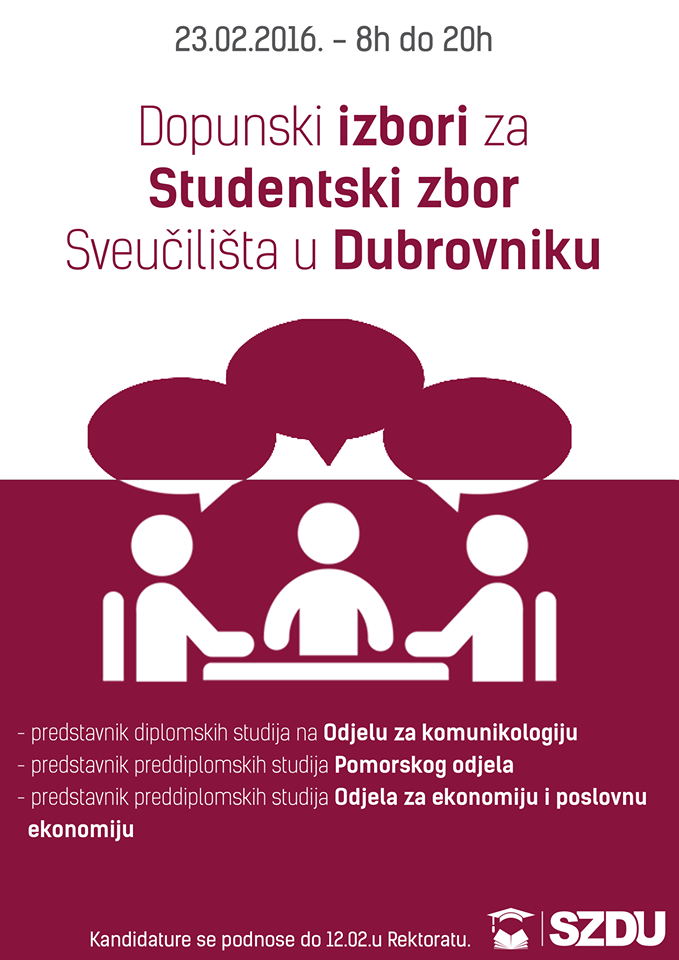 23.02.2016. - 8h do 20h
Dopunski izbori za
Studentski zbor
Sveučilišta u Dubrovniku
- predstavnik diplomskih studija na Odjelu za komunikologiju
- predstavnik preddiplomskih studija Pomorskog odjela
- predstavnik preddiplomskih studija Odjela za ekonomiju i poslovnu
ekonomiju
Kandidature se podnose do 12.02.u Rektoratu.
SZDU